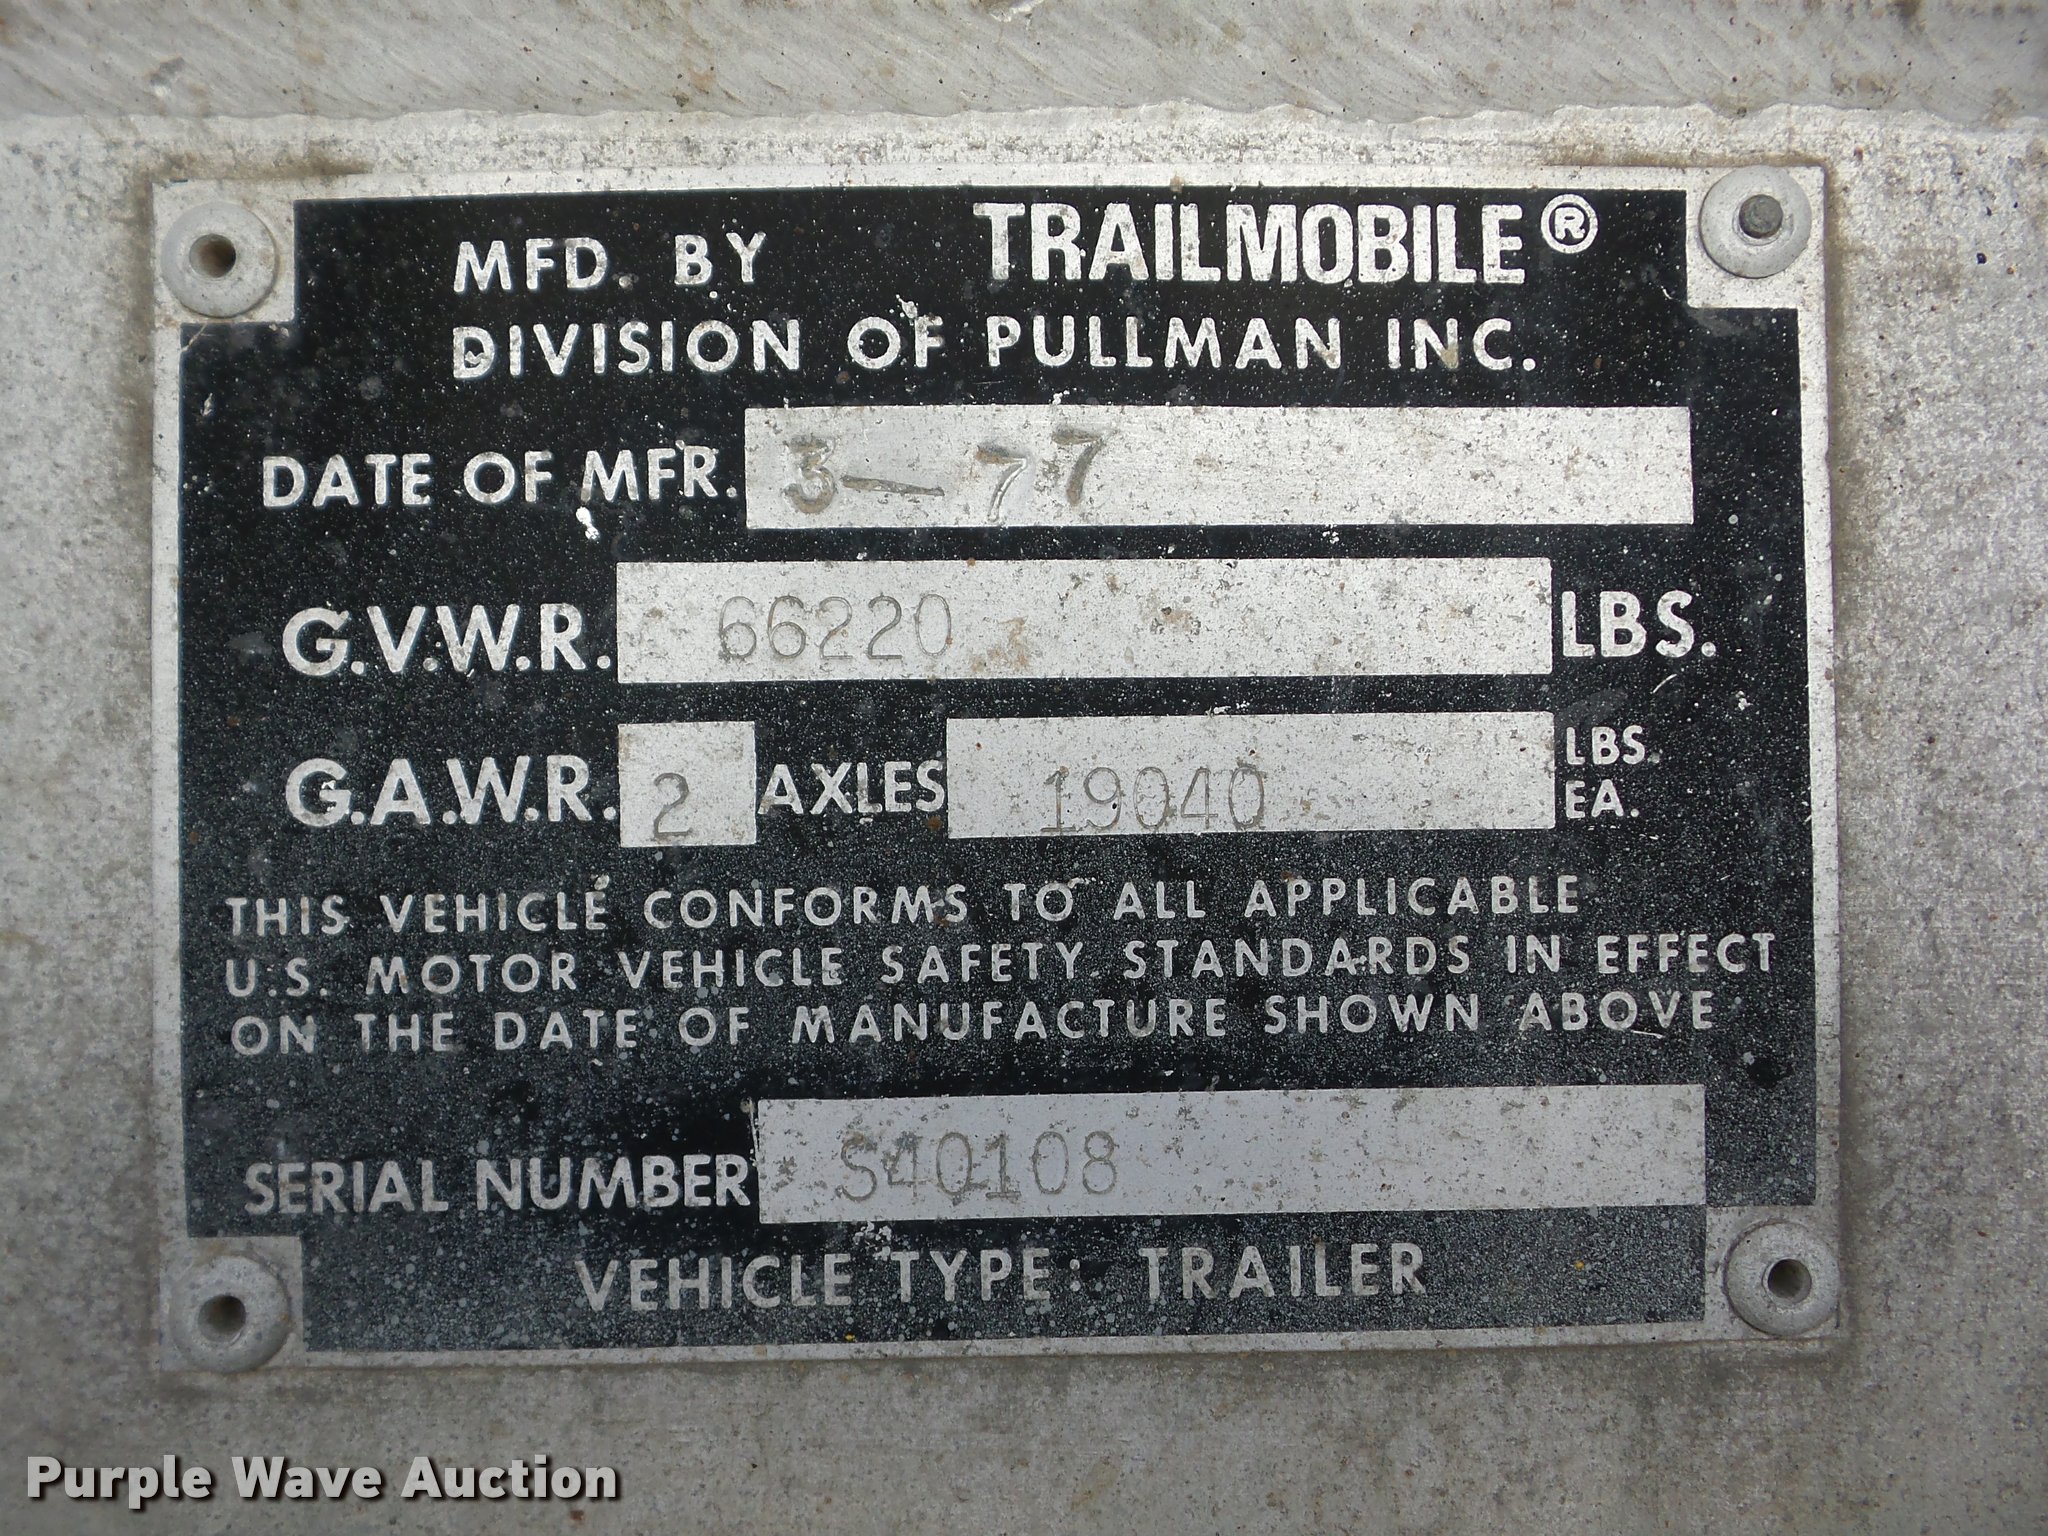 MFD. BY TRAILMOBILE®
DIVISION OF PULLMAN INC.
DATE OF MFR. 3-77
G.V.W.R. 66220 LBS.
G.A.W.R. 2 AXLES 19040 LBS. EA.
THIS VEHICLE CONFORMS TO ALL APPLICABLE
U.S. MOTOR VEHICLE SAFETY STANDARDS IN EFFECT
ON THE DATE OF MANUFACTURE SHOWN ABOVE
SERIAL NUMBER S40108
VEHICLE TYPE: TRAILER
Purple Wave Auction